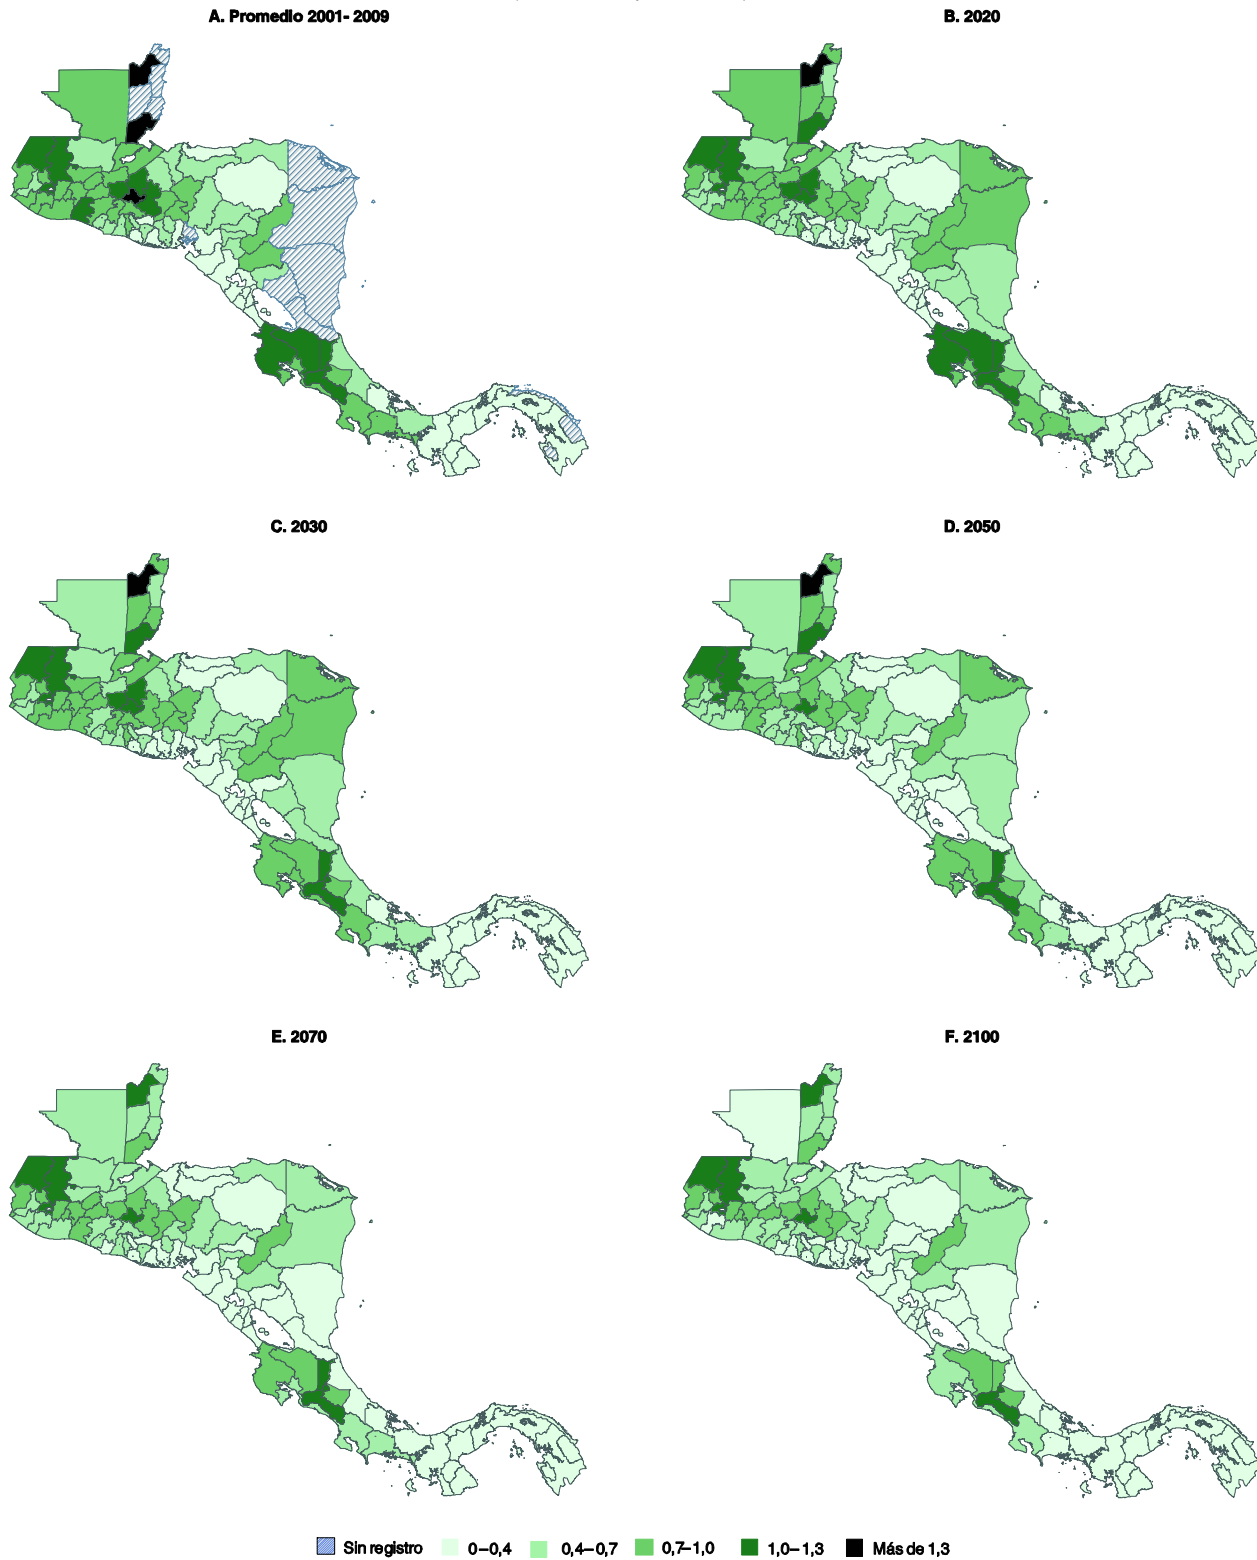 A. Promedio 2001- 2009
B. 2020
C. 2030
D. 2050
E. 2070
F. 2100
Sin registro
0–0,4
0,4–0,7
0,7–1,0
1,0–1,3
Más de 1,3